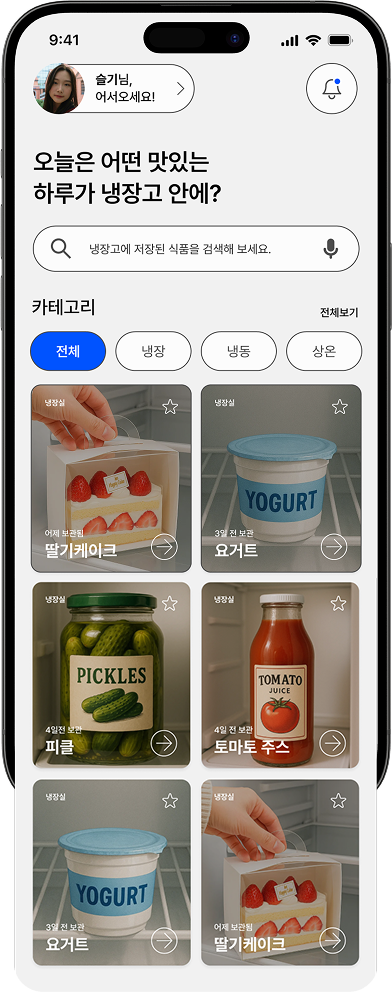 9:41
슬기님,
어서오세요!
오늘은 어떤 맛있는
하루가 냉장고 안에?
냉장고에 저장된 식품을 검색해 보세요.
카테고리
전체보기
전체
냉장
냉동
상온
냉장실
어제 보관됨
딸기케이크
냉장실
YOGURT
3일 전 보관
요거트
냉장실
PICKLES
4일전 보관
피클
냉장실
TOMATO
JUICE
4일 전 보관
토마토 주스
냉장실
YOGURT
3일 전 보관
요거트
냉장실
어제 보관됨
딸기케이크